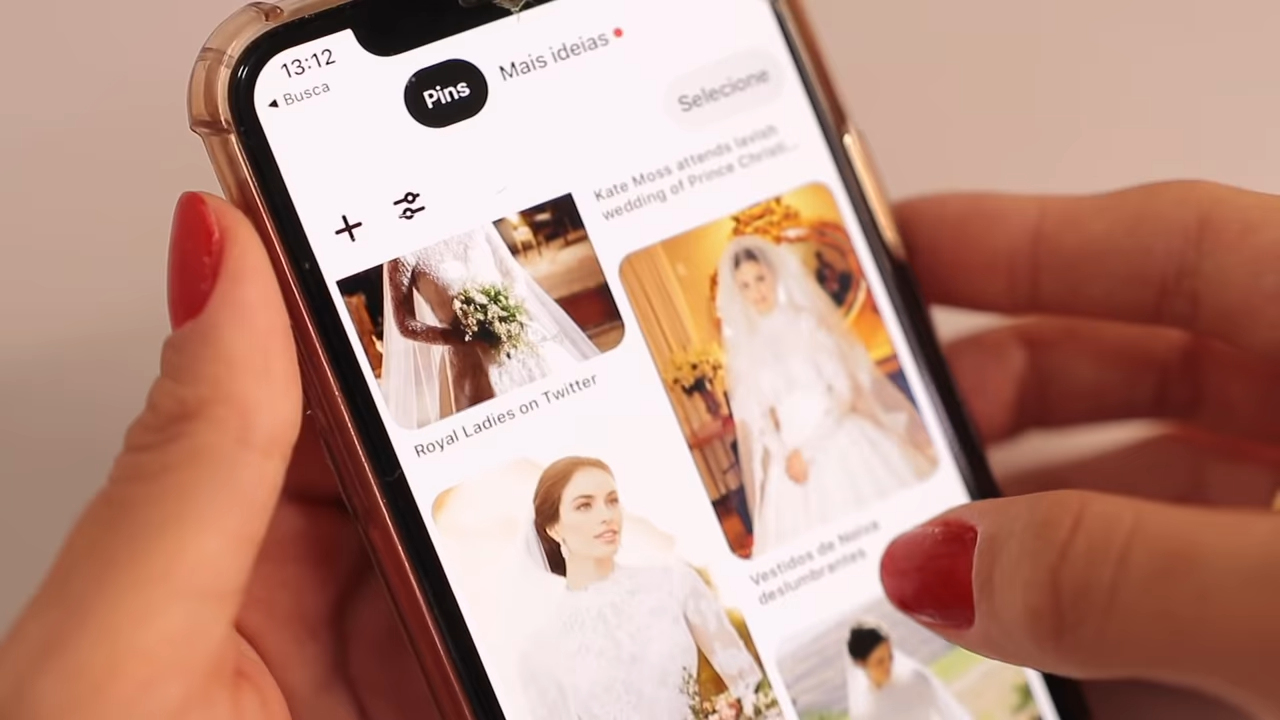 13:12
◀ Busca
Pins
Mais ideias
Selecione
Kate Moss attends lavish
wedding of Prince Christi...
Royal Ladies on Twitter
Vestidos de Noiva
deslumbrantes